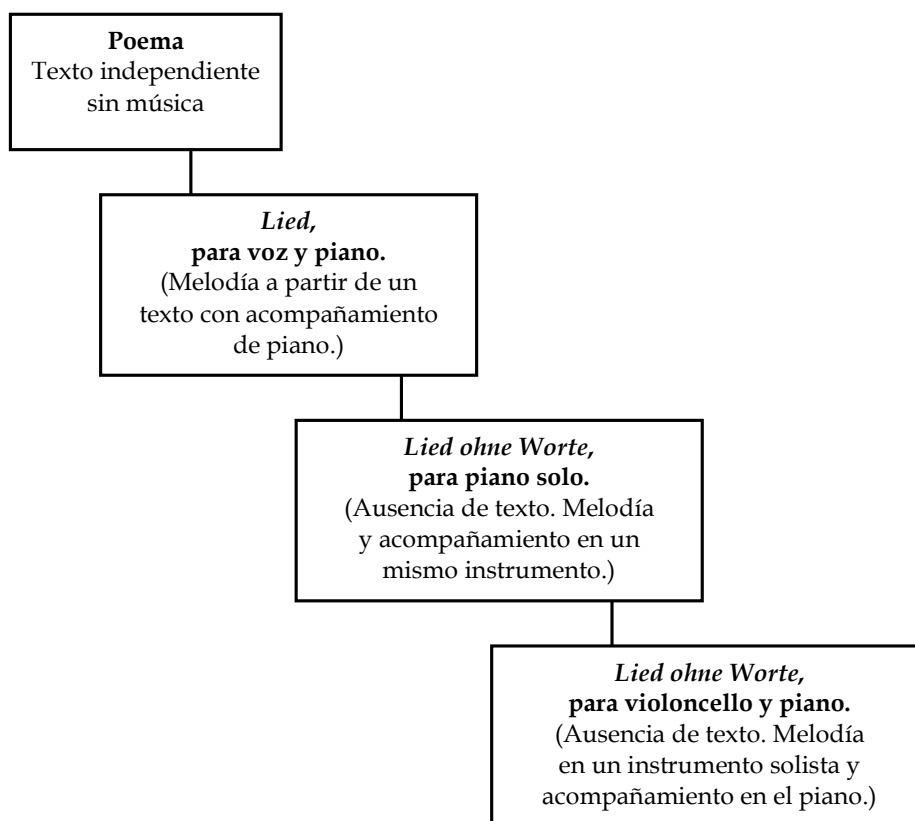 Poema
Texto independiente
sin música
Lied,
para voz y piano.
(Melodía a partir de un
texto con acompañamiento
de piano.)
Lied ohne Worte,
para piano solo.
(Ausencia de texto. Melodía
y acompañamiento en un
mismo instrumento.)
Lied ohne Worte,
para violoncello y piano.
(Ausencia de texto. Melodía
en un instrumento solista y
acompañamiento en el piano.)